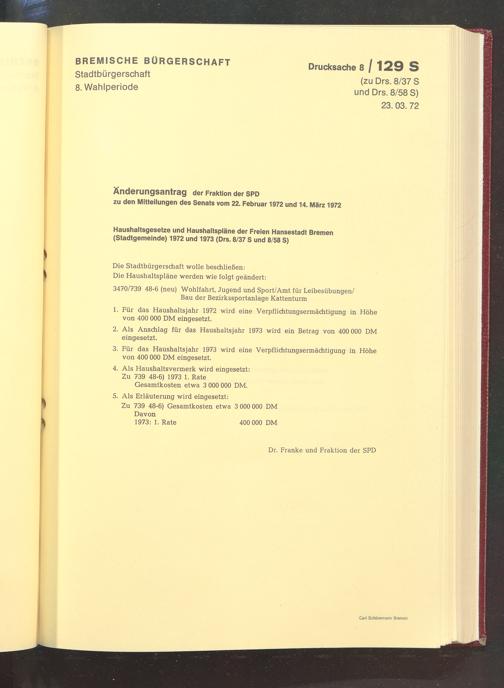 BREMISCHE BÜRGERSCHAFT
Stadtbürgerschaft
8. Wahlperiode
Drucksache 8 / 129 S
(zu Drs. 8/37 S
und Drs. 8/58 S)
23. 03. 72
Änderungsantrag der Fraktion der SPD
zu den Mitteilungen des Senats vom 22. Februar 1972 und 14. März 1972
Haushaltsgesetze und Haushaltspläne der Freien Hansestadt Bremen
(Stadtgemeinde) 1972 und 1973 (Drs. 8/37 S und 8/58 S)
Die Stadtbürgerschaft wolle beschließen:
Die Haushaltspläne werden wie folgt geändert:
3470/739 48-6 (neu) Wohlfahrt, Jugend und Sport/Amt für Leibesübungen/
Bau der Bezirkssportanlage Kattenturm
1. Für das Haushaltsjahr 1972 wird eine Verpflichtungsermächtigung in Höhe
von 400 000 DM eingesetzt.
2. Als Anschlag für das Haushaltsjahr 1973 wird ein Betrag von 400 000 DM
eingesetzt.
3. Für das Haushaltsjahr 1973 wird eine Verpflichtungsermächtigung in Höhe
von 400 000 DM eingesetzt.
4. Als Haushaltsvermerk wird eingesetzt:
Zu 739 48-6) 1973 1. Rate
Gesamtkosten etwa 3 000 000 DM.
5. Als Erläuterung wird eingesetzt:
Zu 739 48-6) Gesamtkosten etwa 3 000 000 DM
Davon
1973: 1. Rate 400 000 DM
Dr. Franke und Fraktion der SPD
Carl Schünemann Bremen